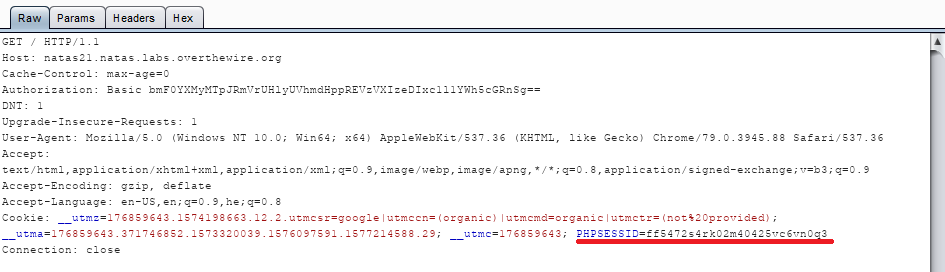 Raw Params Headers Hex
GET / HTTP/1.1
Host: natas21.natas.labs.overthewire.org
Cache-Control: max-age=0
Authorization: Basic bmF0YXMyMTpJRmVrUHlyUVhmdHppREVzVXIzeDIxc1l1YWh5cGRnSg==
DNT: 1
Upgrade-Insecure-Requests: 1
User-Agent: Mozilla/5.0 (Windows NT 10.0; Win64; x64) AppleWebKit/537.36 (KHTML, like Gecko) Chrome/79.0.3945.88 Safari/537.36
Accept:
text/html,application/xhtml+xml,application/xml;q=0.9,image/webp,image/apng,*/*;q=0.8,application/signed-exchange;v=b3;q=0.9
Accept-Encoding: gzip, deflate
Accept-Language: en-US,en;q=0.9,he;q=0.8
Cookie: __utmz=176859643.1574198663.12.2.utmcsr=google|utmccn=(organic)|utmcmd=organic|utmctr=(not%20provided);
__utma=176859643.371746852.1573320039.1576097591.1577214588.29; __utmc=176859643; PHPSESSID=ff5472s4rk02m40425vc6vn0q3
Connection: close